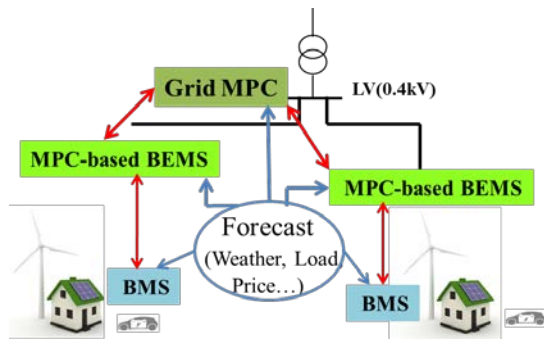 Grid MPC
LV(0.4kV)
MPC-based BEMS
MPC-based BEMS
Forecast
(Weather, Load,
Price…)
BMS
BMS